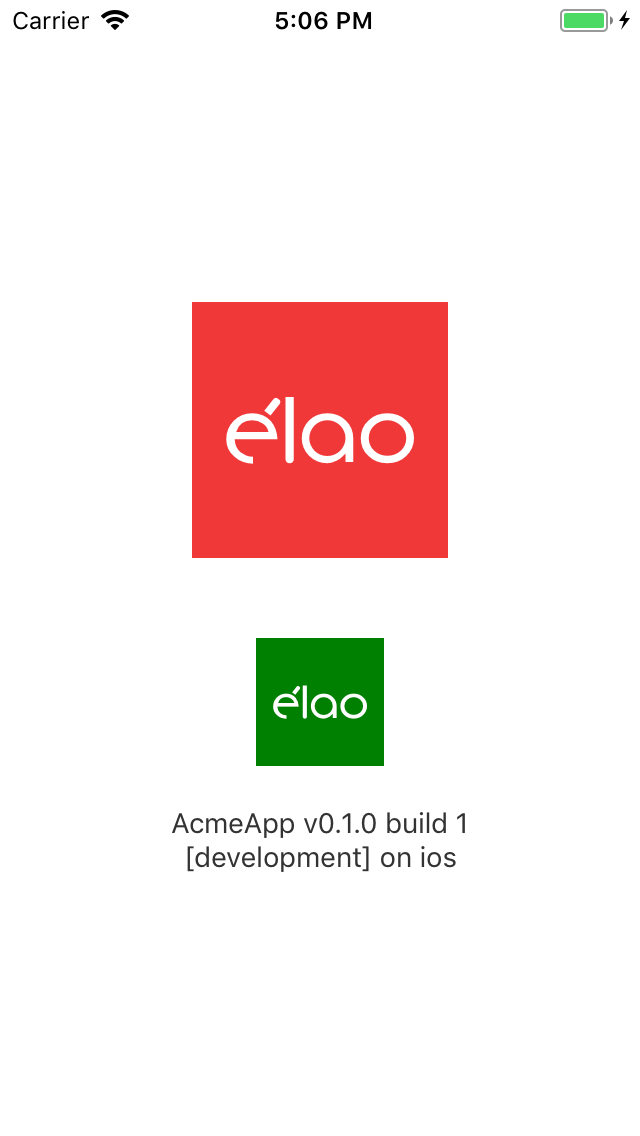 Carrier 5:06 PM
élao
élao
AcmeApp v0.1.0 build 1
[development] on ios